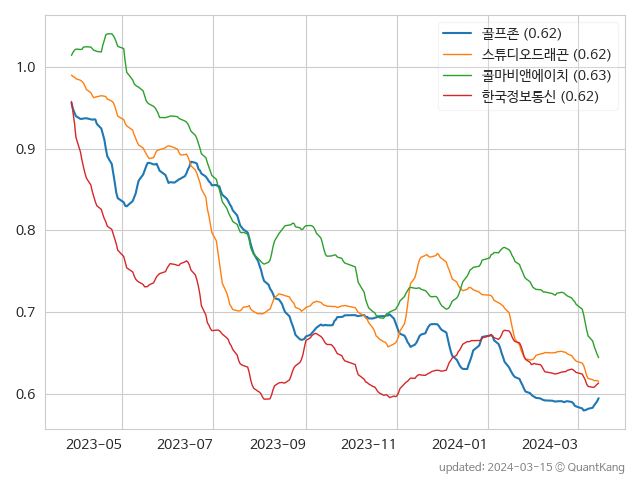 골프존 (0.62)
스튜디오드래곤 (0.62)
콜마비앤에이치 (0.63)
한국정보통신 (0.62)
1.0
0.9
0.8
0.7
0.6
2023-05 2023-07 2023-09 2023-11 2024-01 2024-03
updated: 2024-03-15 © QuantKang